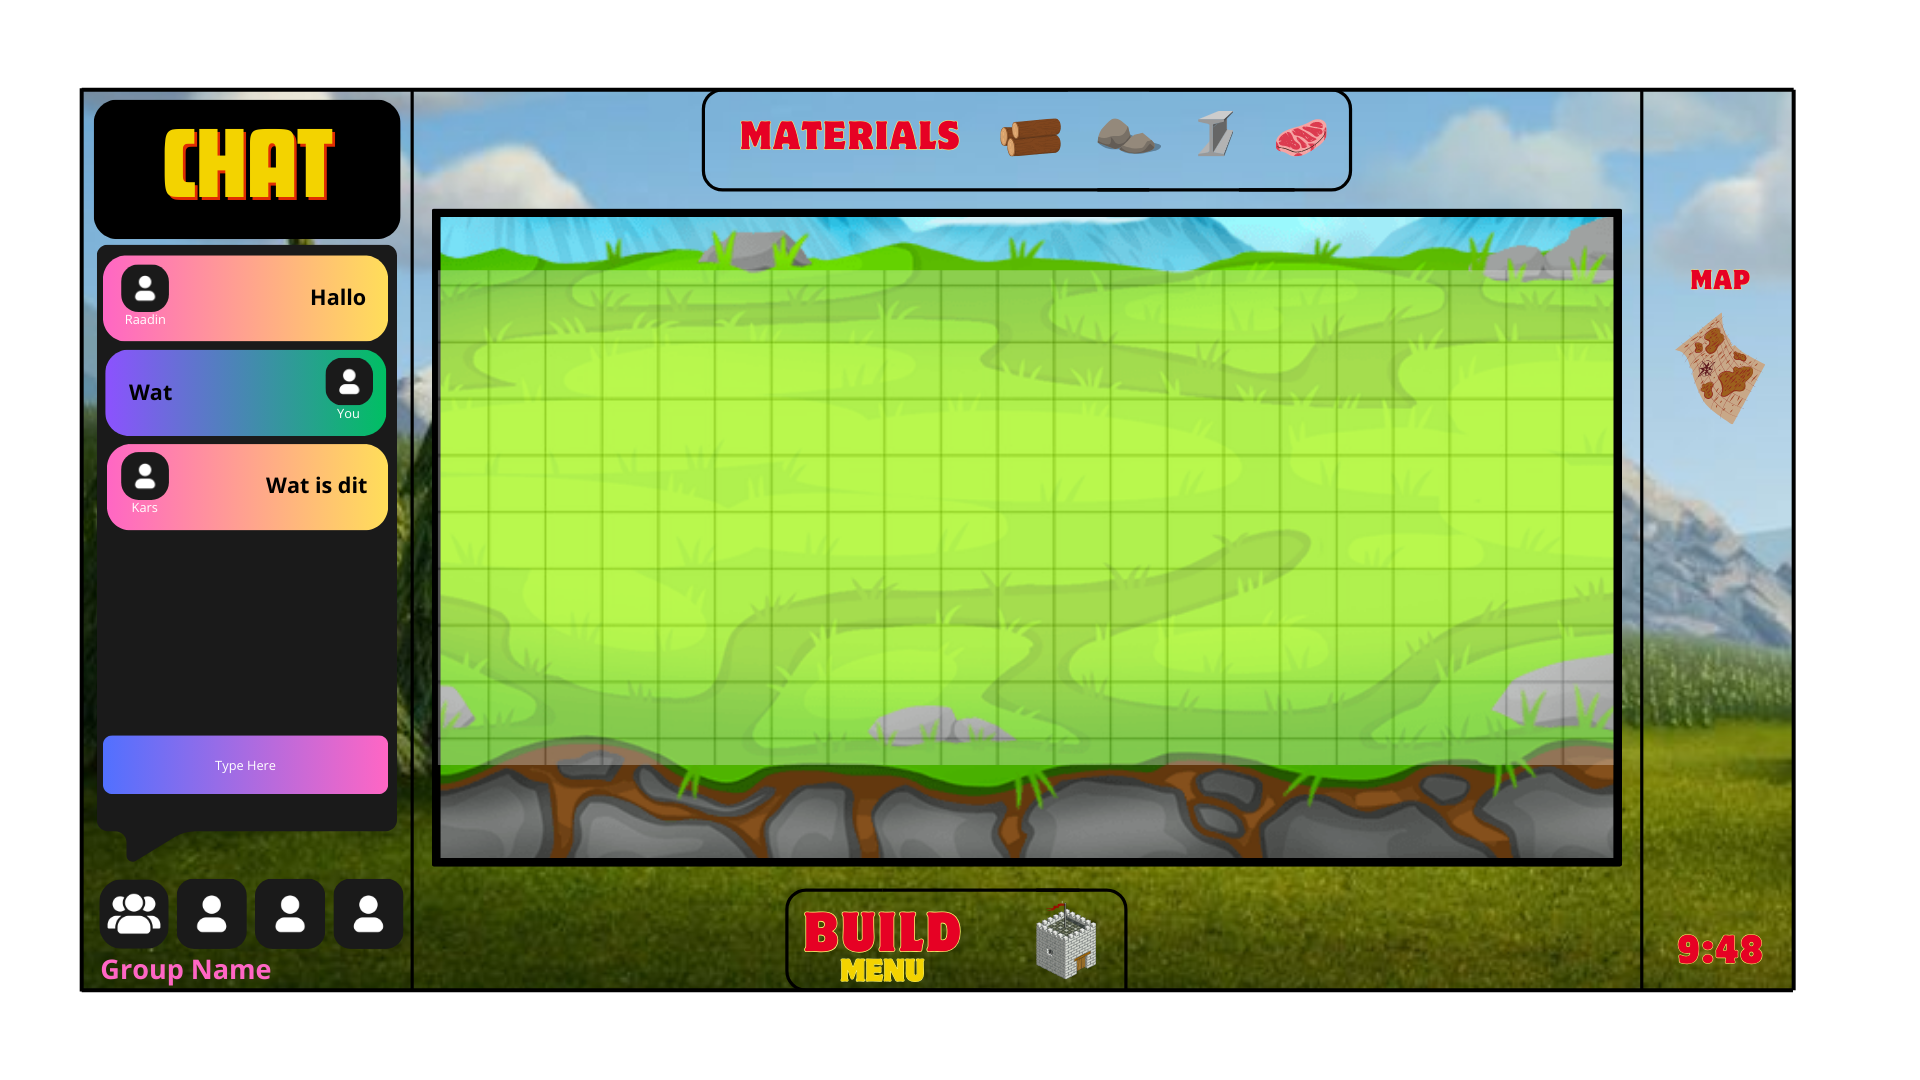 CHAT
Raadin
Hallo
Wat
You
Kars
Wat is dit
Type Here
Group Name
MATERIALS
BUILD
MENU
MAP
9:48